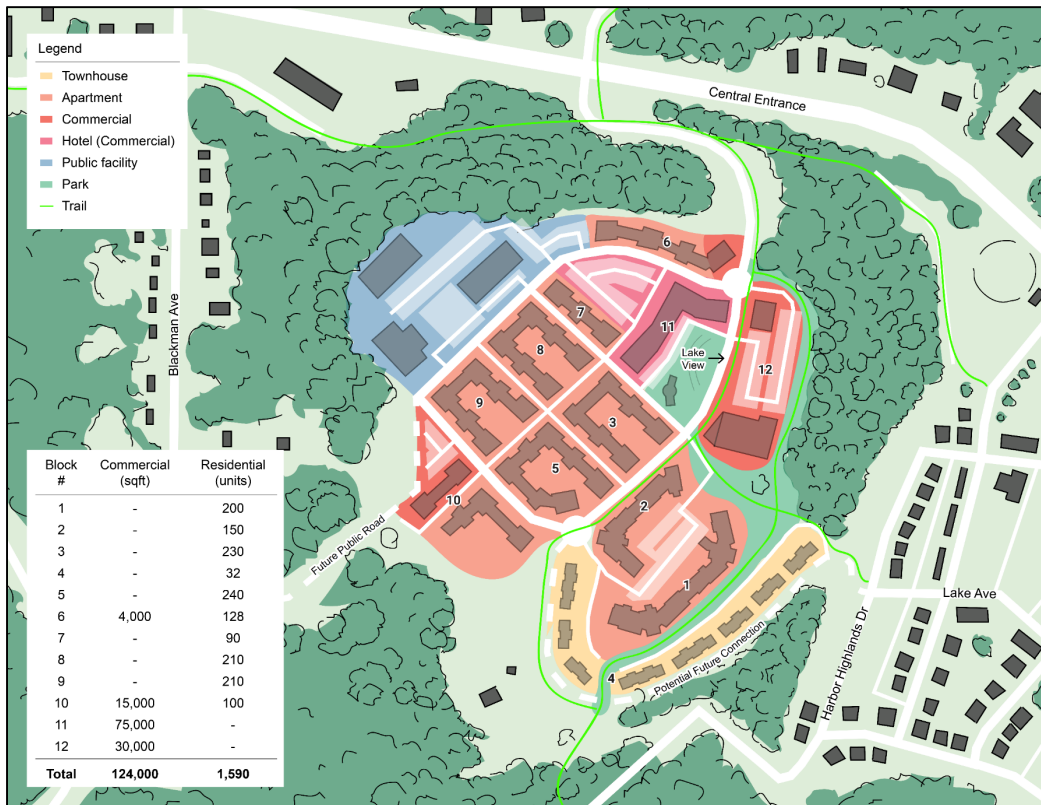 Legend
Townhouse
Apartment
Commercial
Hotel (Commercial)
Public facility
Park
Trail
Central Entrance
Blackman Ave
6
7
11
8
Lake
View
12
9
3
5
10
2
Future Public Road
1
4
Potential Future Connection
Lake Ave
Harbor Highlands Dr
Block # Commercial (sqft) Residential (units)
1 - 200
2 - 150
3 - 230
4 - 32
5 - 240
6 4,000 128
7 - 90
8 - 210
9 - 210
10 15,000 100
11 75,000 -
12 30,000 -
Total 124,000 1,590